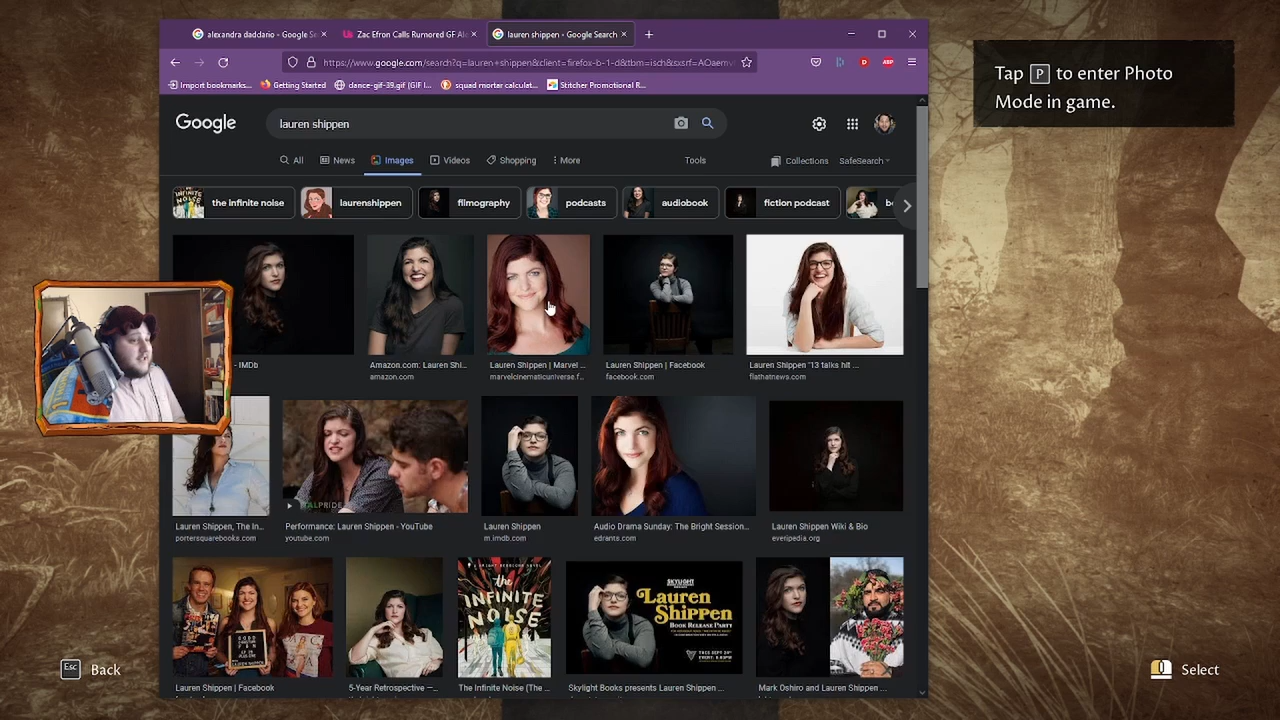 alexandra daddario - Google Se
Zac Efron Calls Rumored GF Al
lauren shippen - Google Search
https://www.google.com/search?q=lauren+shippen&client=firefox-b-1-d&tbm=isch&sxsrf=AOaemv
Import bookmarks...
Getting Started
dance-gif-39.gif (GIF I...
squad mortar calculat...
Stitcher Promotional R...
Tap P to enter Photo
Mode in game.
Google
lauren shippen
All
News
Images
Videos
Shopping
More
Tools
Collections
SafeSearch
the infinite noise
laurenshippen
filmography
podcasts
audiobook
fiction podcast
- IMDb
Amazon.com: Lauren Shi...
amazon.com
Lauren Shippen | Marvel ...
marvelcinematicuniverse.f...
Lauren Shippen | Facebook
facebook.com
Lauren Shippen "13 talks hit ...
flathatnews.com
Lauren Shippen, The In...
portersquarebooks.com
Performance: Lauren Shippen - YouTube
youtube.com
Lauren Shippen
m.imdb.com
Audio Drama Sunday: The Bright Session...
edrants.com
Lauren Shippen Wiki & Bio
everipedia.org
the
INFINITE
NOISE
SKYLIGHT
Lauren
Shippen
BOOK RELEASE PARTY
Lauren Shippen | Facebook
5-Year Retrospective —...
The Infinite Noise (The ...
Skylight Books presents Lauren Shippen ...
Mark Oshiro and Lauren Shippen ...
Esc Back
Select